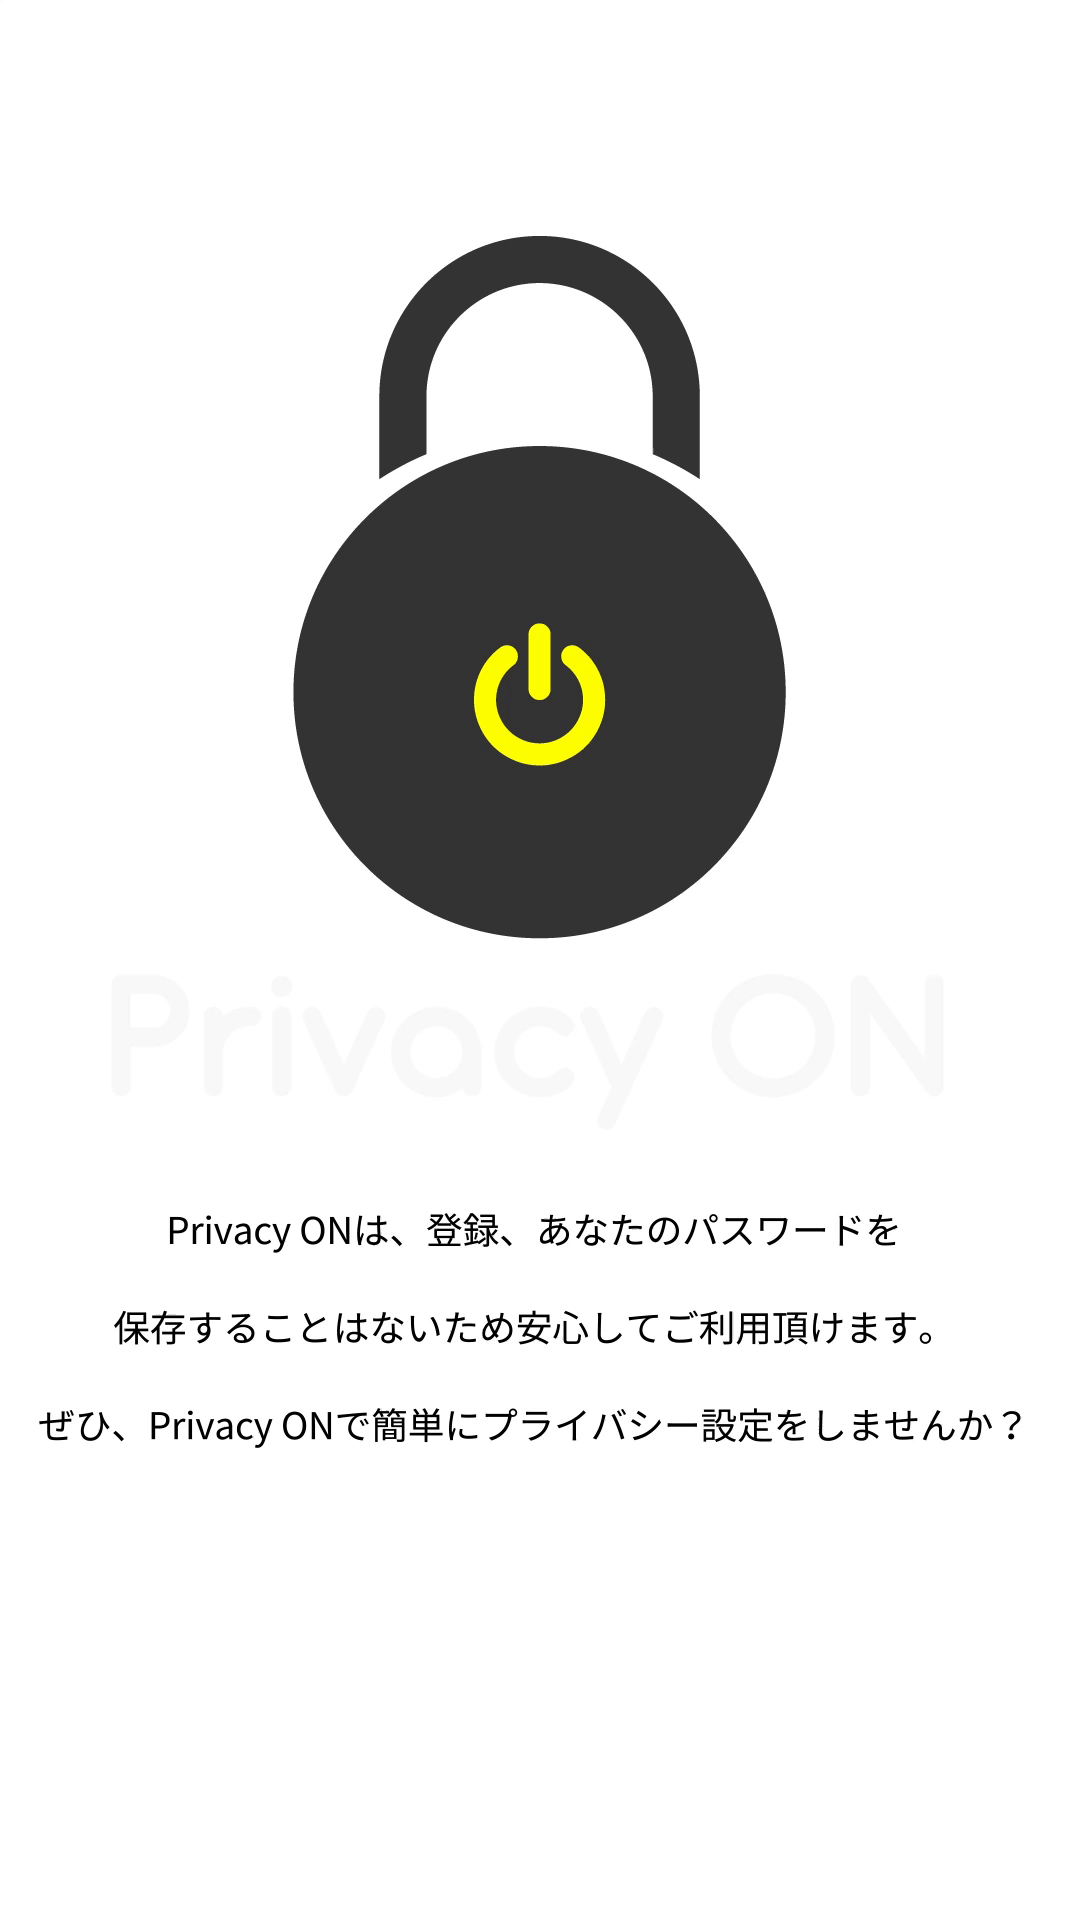 Privacy ON
Privacy ONは、登録、あなたのパスワードを
保存することはないため安心してご利用頂けます。
ぜひ、Privacy ONで簡単にプライバシー設定をしませんか？